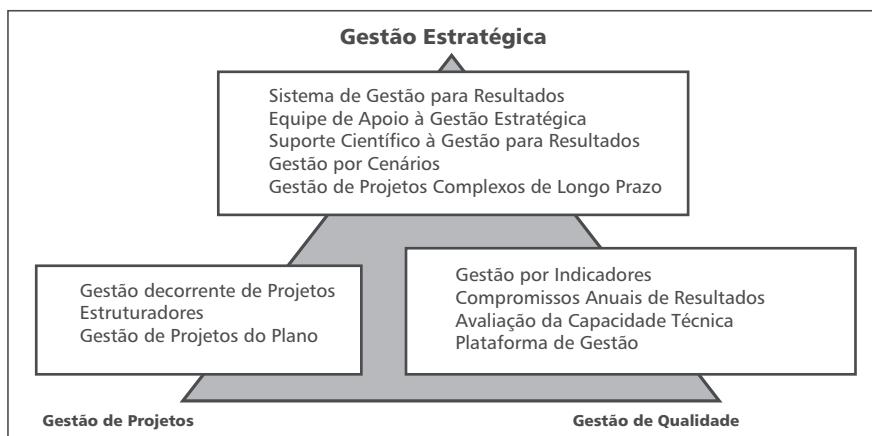 Gestão Estratégica
Sistema de Gestão para Resultados
Equipe de Apoio à Gestão Estratégica
Suporte Científico à Gestão para Resultados
Gestão por Cenários
Gestão de Projetos Complexos de Longo Prazo
Gestão decorrente de Projetos
Estruturadores
Gestão de Projetos do Plano
Gestão por Indicadores
Compromissos Anuais de Resultados
Avaliação da Capacidade Técnica
Plataforma de Gestão
Gestão de Projetos
Gestão de Qualidade